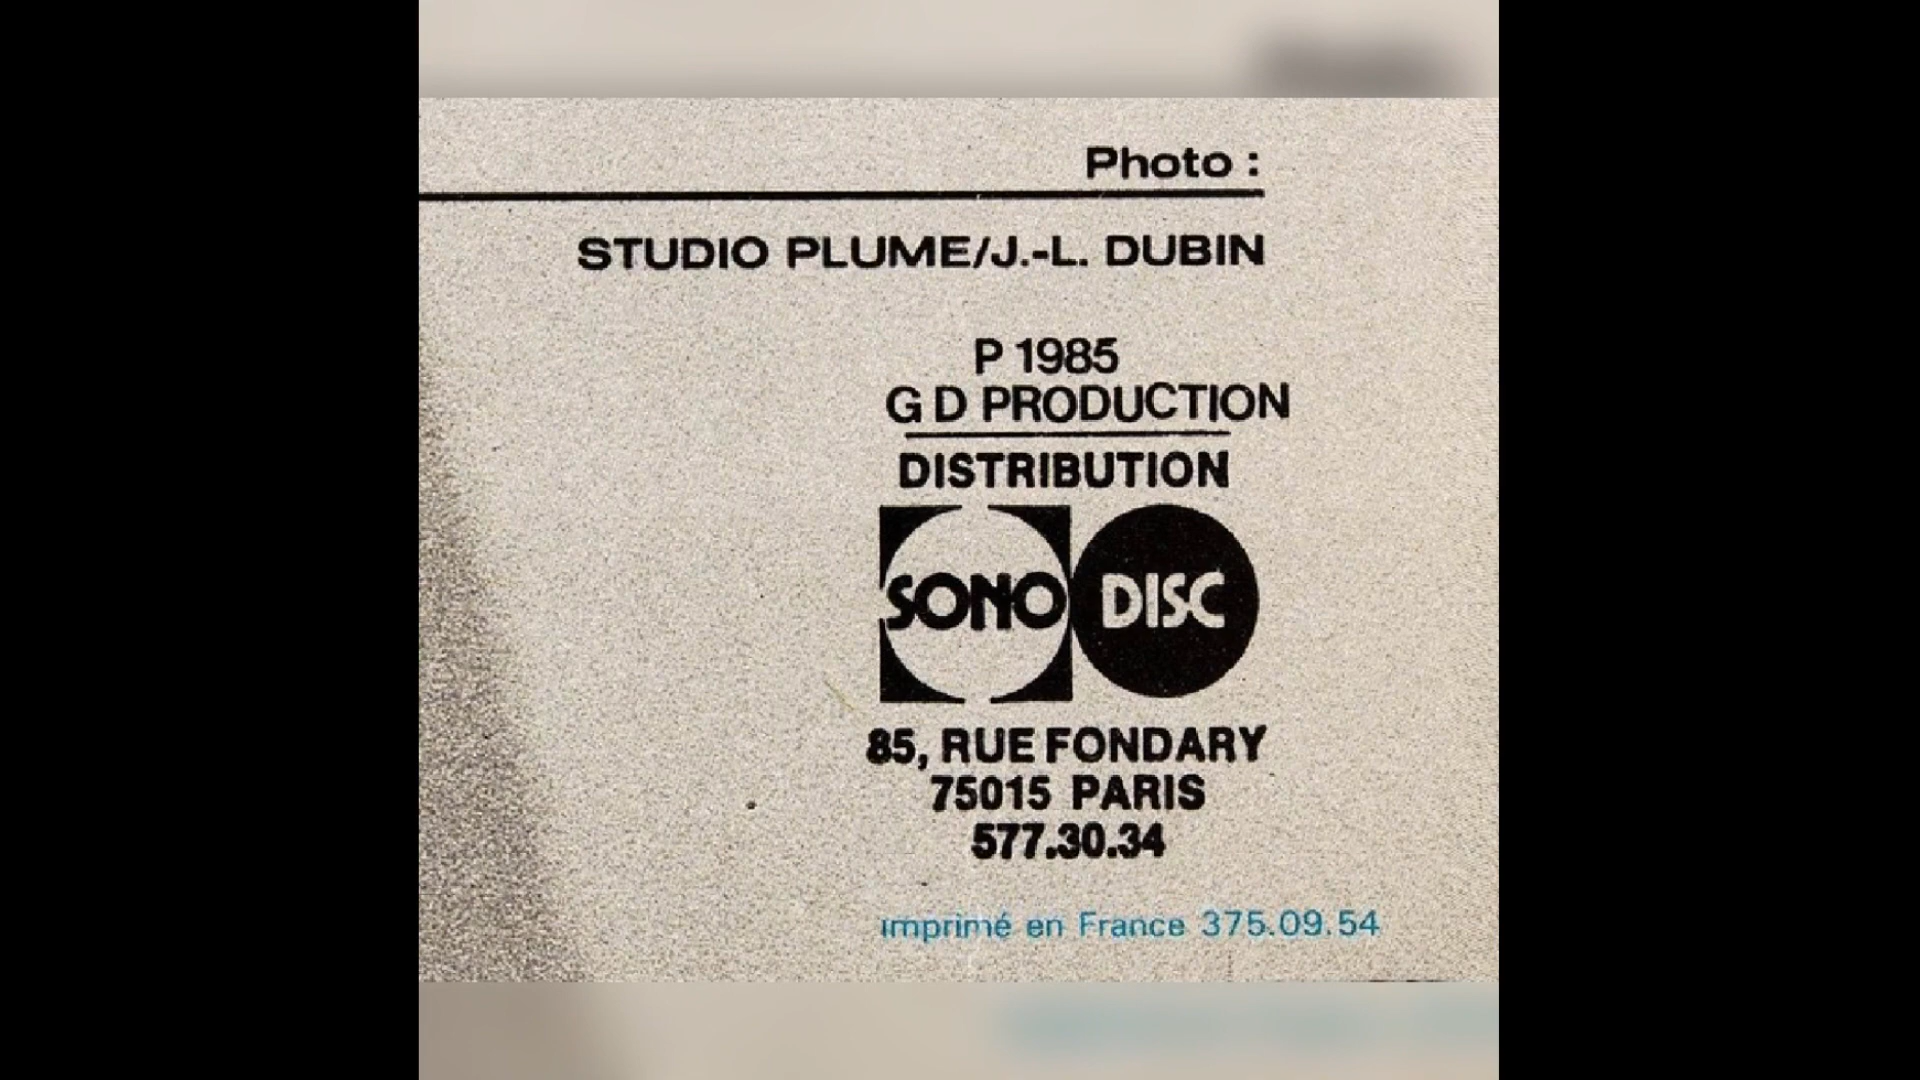 Photo :
STUDIO PLUME/J.-L. DUBIN
P 1985
G D PRODUCTION
DISTRIBUTION
SONO DISC
85, RUE FONDARY
75015 PARIS
577.30.34
imprimé en France 375.09.54